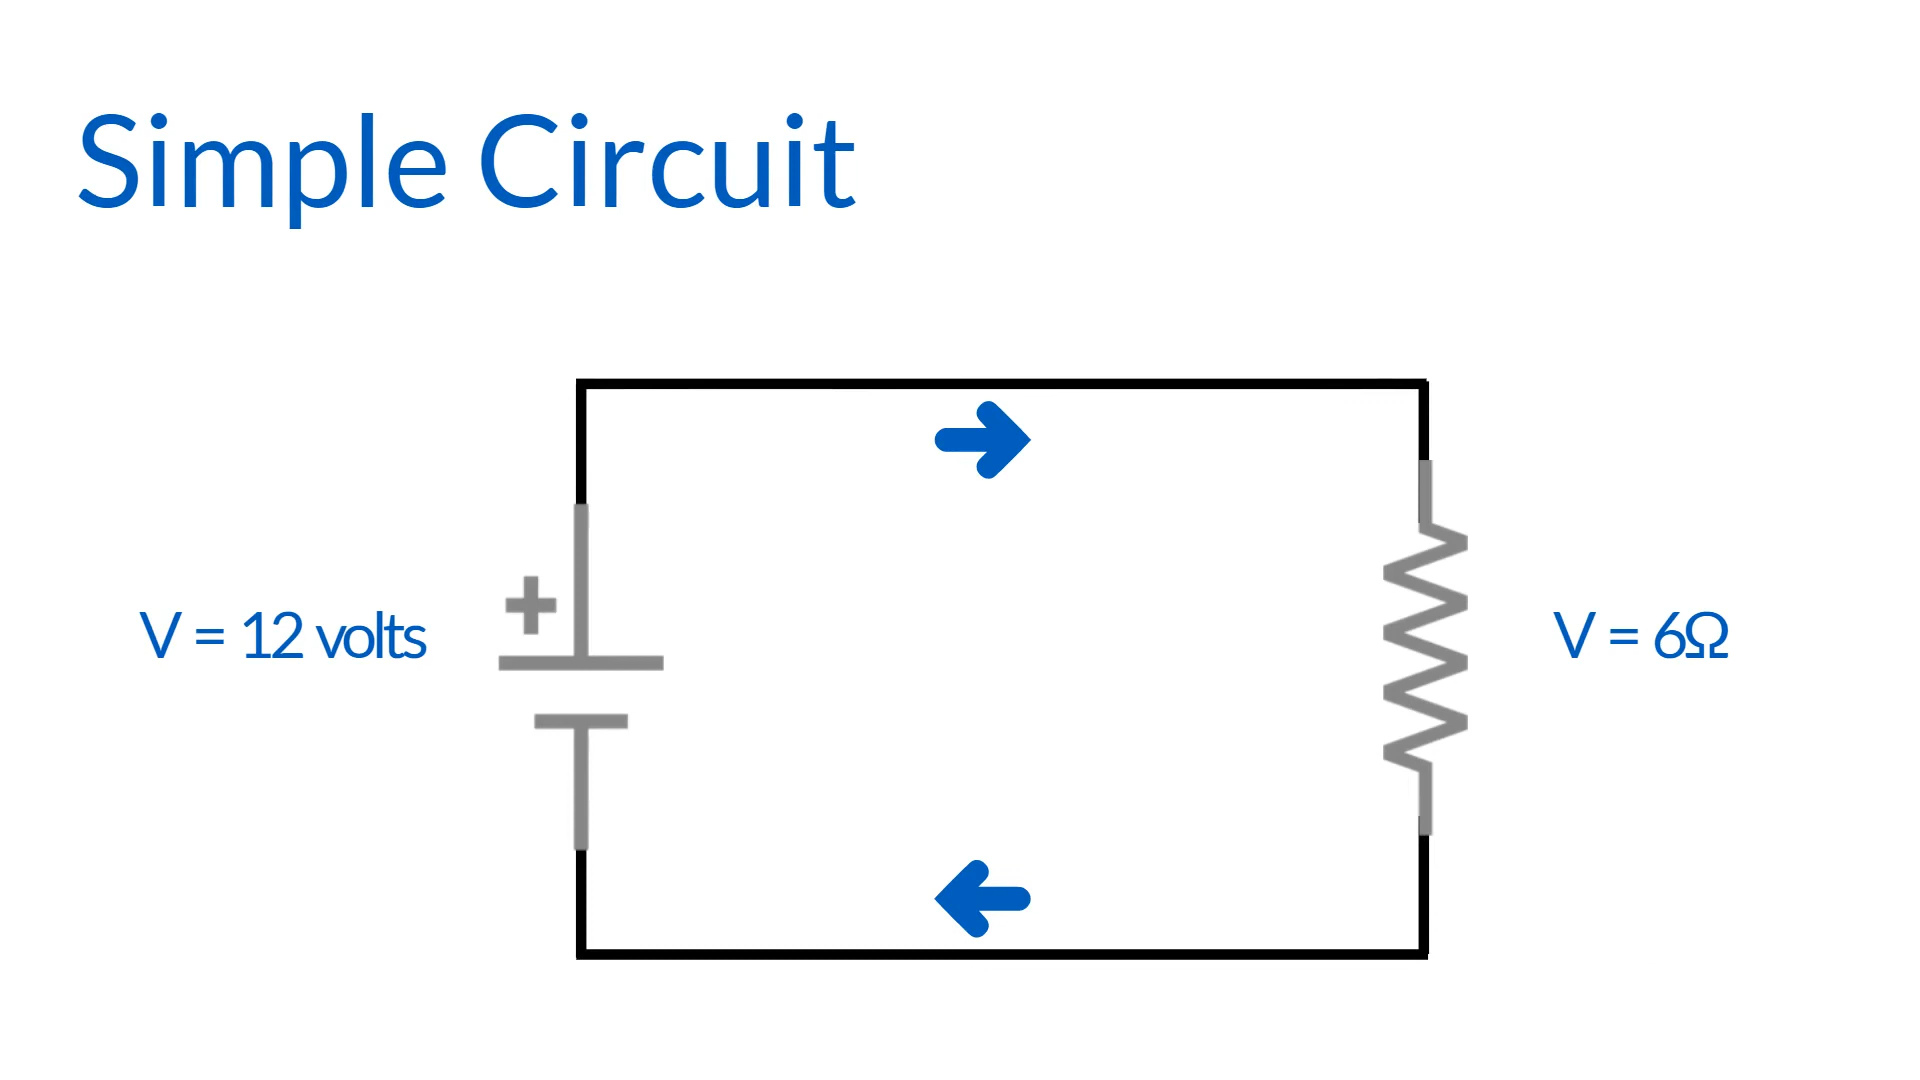 Simple Circuit
+
V = 12 volts
V = 6Ω